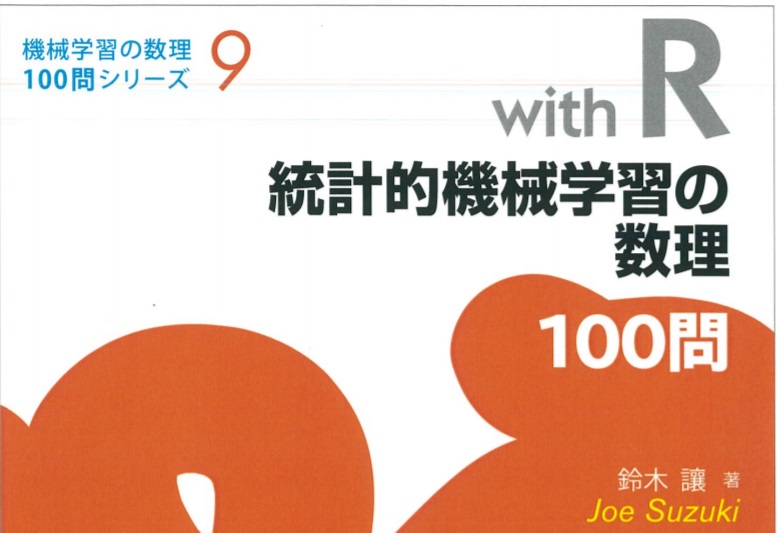 機械学習の数理
100問シリーズ 9
with R
統計的機械学習の
数理
100問
鈴木 讓 著
Joe Suzuki